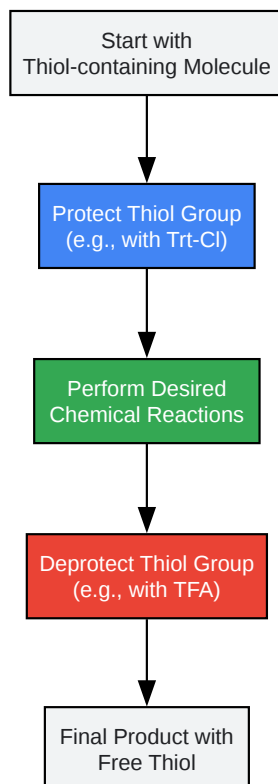 Start with
Thiol-containing Molecule
Protect Thiol Group
(e.g., with Trt-Cl)
Perform Desired
Chemical Reactions
Deprotect Thiol Group
(e.g., with TFA)
Final Product with
Free Thiol